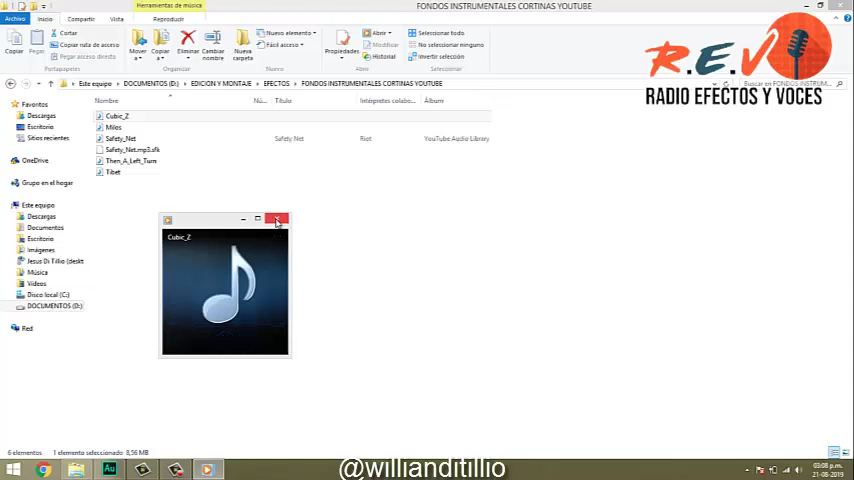 Herramientas de música
FONDOS INSTRUMENTALES CORTINAS YOUTUBE
Archivo Inicio Compartir Vista Reproducir
Copiar
Pegar
Cortar
Copiar ruta de acceso
Pegar acceso directo
Mover a
Copiar a
Eliminar
Cambiar nombre
Nueva carpeta
Nuevo elemento
Fácil acceso
Propiedades
Abrir
Modificar
Historial
Seleccionar todo
No seleccionar ninguno
Invertir selección
Portapapeles Organizar Nuevo Abrir Seleccionar
R.E.V
RADIO EFECTOS Y VOCES
Este equipo DOCUMENTOS (D:) EDICION Y MONTAJE EFECTOS FONDOS INSTRUMENTALES CORTINAS YOUTUBE
Buscar en FONDOS INSTRUMENT
Nombre Nú... Título Intérpretes colabo... Álbum
Favoritos
Descargas
Escritorio
Sitios recientes
OneDrive
Grupo en el hogar
Este equipo
Descargas
Documentos
Escritorio
Imágenes
Jesus Di Tillio (deskt
Música
Vídeos
Disco local (C:)
DOCUMENTOS (D:)
Red
Cubic_Z
Milos
Safety_Net Safety Net Riot YouTube Audio Library
Safety_Net.mp3.sfk
Then_A_Left_Turn
Tibet
Cubic_Z
6 elementos 1 elemento seleccionado 8,56 MB
Au
@willianditillio
03:08 p.m.
21-08-2019